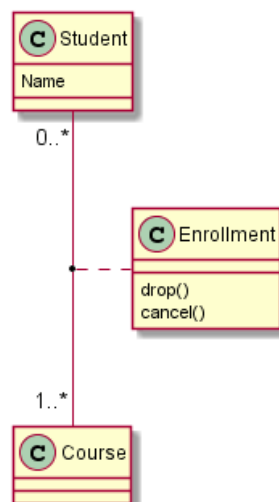 C Student
Name
0..*
C Enrollment
drop()
cancel()
1..*
C Course